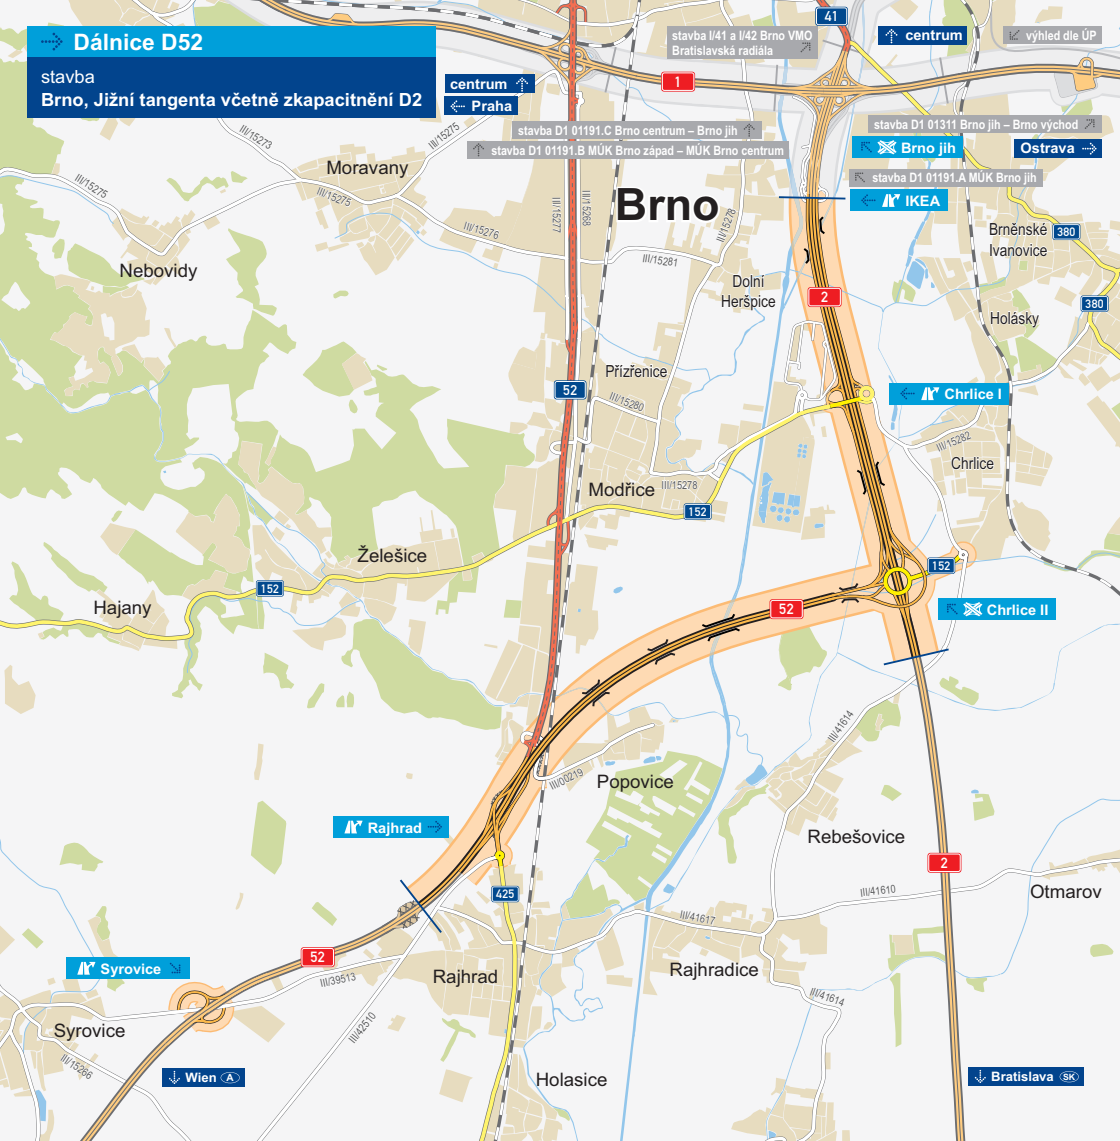 Dálnice D52
stavba
Brno, Jižní tangenta včetně zkapacitnění D2
centrum
Praha
1
41
stavba I/41 a I/42 Brno VMO
Bratislavská radiála
centrum
výhled dle ÚP
stavba D1 01191.C Brno centrum – Brno jih
stavba D1 01191.B MÚK Brno západ – MÚK Brno centrum
stavba D1 01311 Brno jih – Brno východ
Brno jih
Ostrava
stavba D1 01191.A MÚK Brno jih
IKEA
III/15273
III/15275
Moravany
III/15275
III/15275
III/15276
Nebovidy
Brno
III/15277
III/15268
III/15278
III/15281
Dolní
Heršpice
Brněnské
Ivanovice
380
380
2
Holásky
Přízřenice
52
III/15280
Chrlice I
III/15282
Chrlice
Modřice
III/15278
152
Želešice
152
Hajany
152
52
Chrlice II
III/41614
III/00219
Popovice
Rajhrad
Rebešovice
2
425
III/41610
Otmarov
III/41617
52
Syrovice
III/39513
Rajhrad
Rajhradice
III/41614
Syrovice
III/42510
III/15266
Wien A
Holasice
Bratislava SK